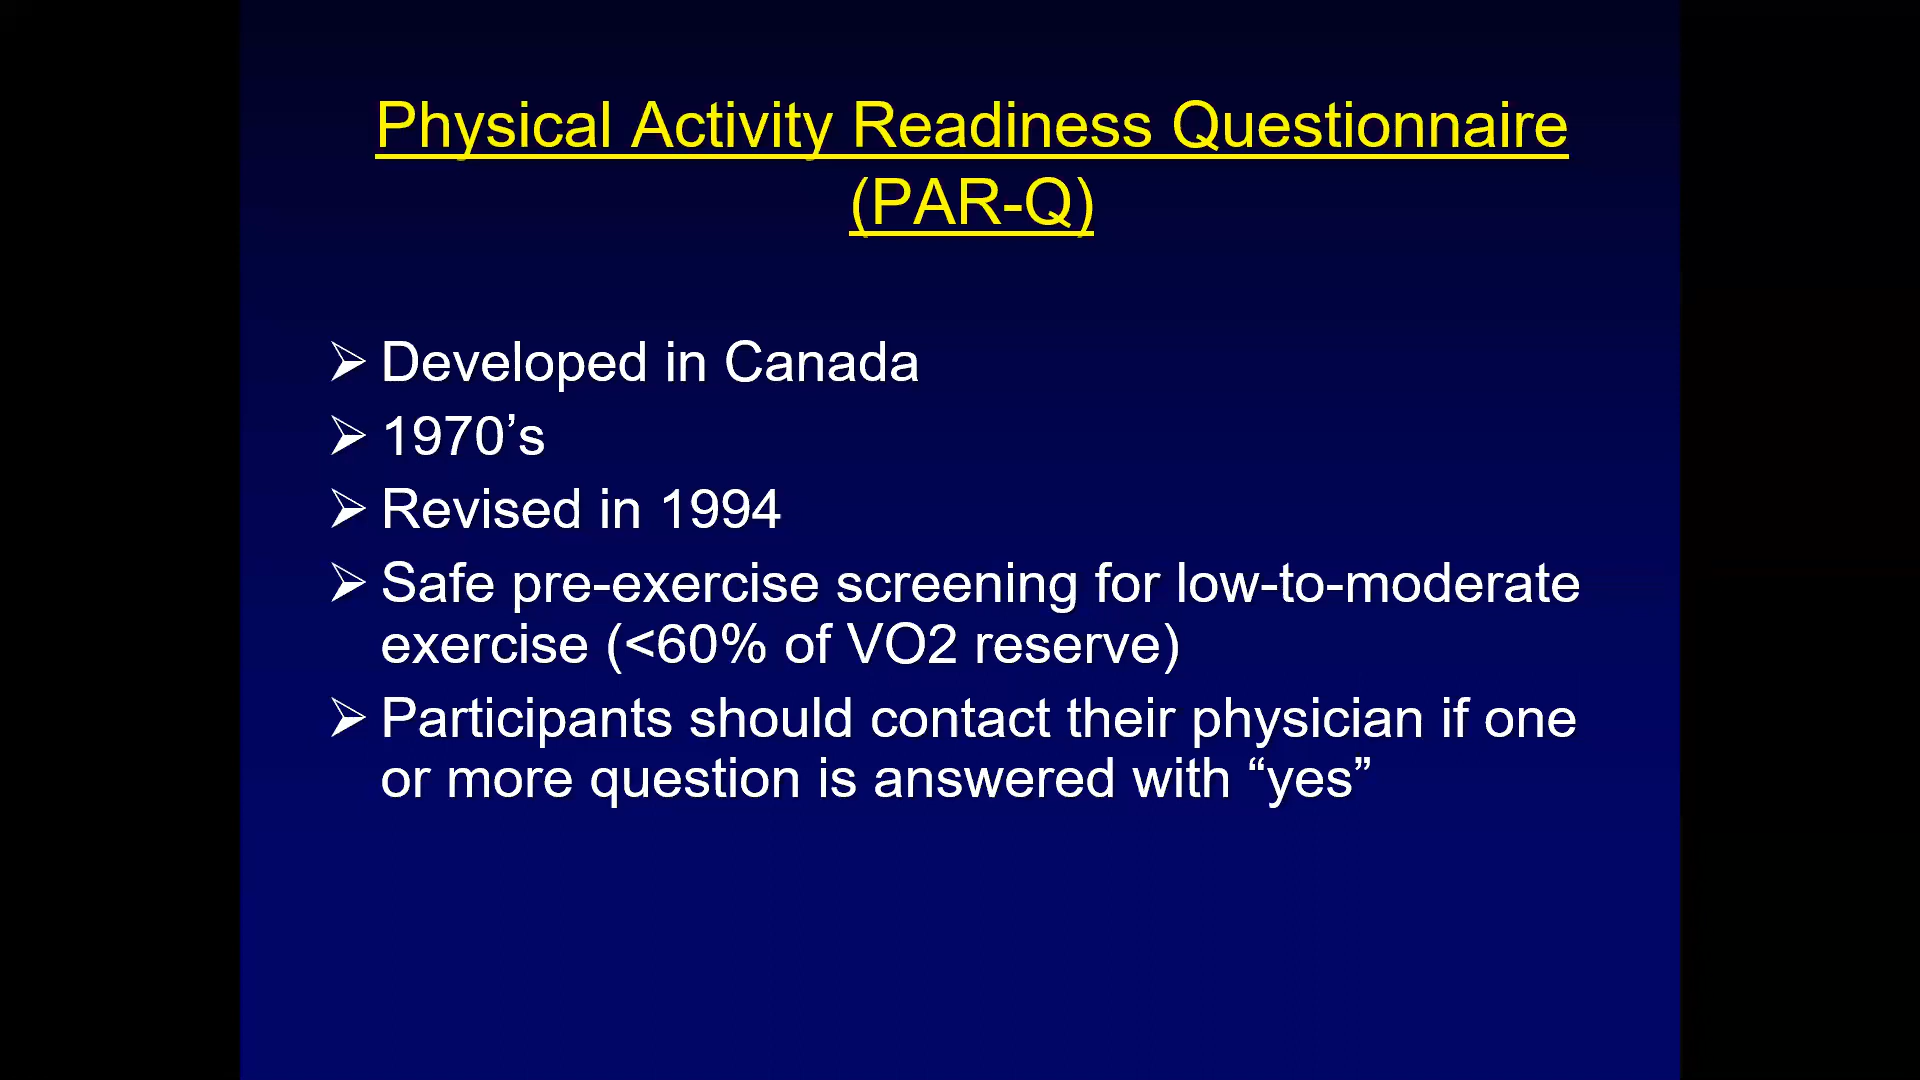 Physical Activity Readiness Questionnaire
(PAR-Q)
➢ Developed in Canada
➢ 1970’s
➢ Revised in 1994
➢ Safe pre-exercise screening for low-to-moderate
exercise (<60% of VO2 reserve)
➢ Participants should contact their physician if one
or more question is answered with “yes”